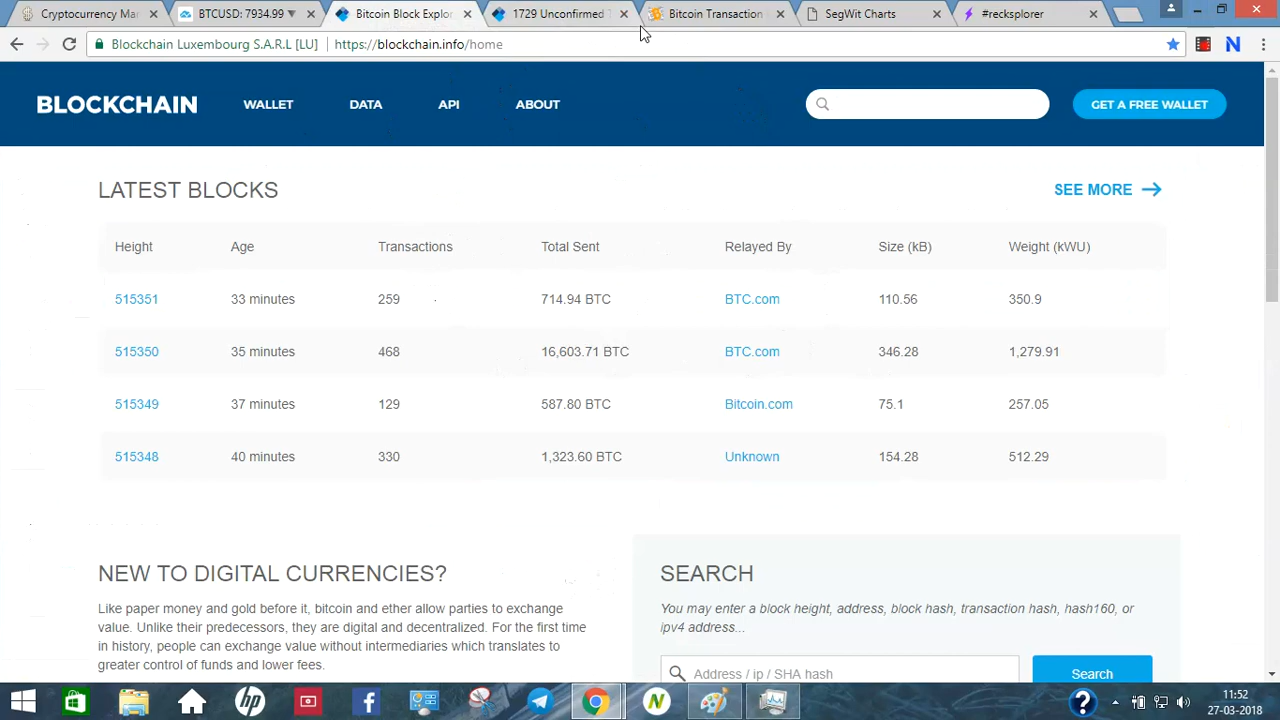 Cryptocurrency Ma
BTCUSD: 7934.99 ▼
Bitcoin Block Explor
1729 Unconfirmed T
Bitcoin Transaction
SegWit Charts
#recksplorer
Blockchain Luxembourg S.A.R.L [LU]
https://blockchain.info/home
N
BLOCKCHAIN
WALLET
DATA
API
ABOUT
GET A FREE WALLET
LATEST BLOCKS
SEE MORE →
Height Age Transactions Total Sent Relayed By Size (kB) Weight (kWU)
515351 33 minutes 259 714.94 BTC BTC.com 110.56 350.9
515350 35 minutes 468 16,603.71 BTC BTC.com 346.28 1,279.91
515349 37 minutes 129 587.80 BTC Bitcoin.com 75.1 257.05
515348 40 minutes 330 1,323.60 BTC Unknown 154.28 512.29
NEW TO DIGITAL CURRENCIES?
Like paper money and gold before it, bitcoin and ether allow parties to exchange
value. Unlike their predecessors, they are digital and decentralized. For the first time
in history, people can exchange value without intermediaries which translates to
greater control of funds and lower fees.
SEARCH
You may enter a block height, address, block hash, transaction hash, hash160, or
ipv4 address...
Address / ip / SHA hash
Search
hp
f
N
?
11:52
27-03-2018